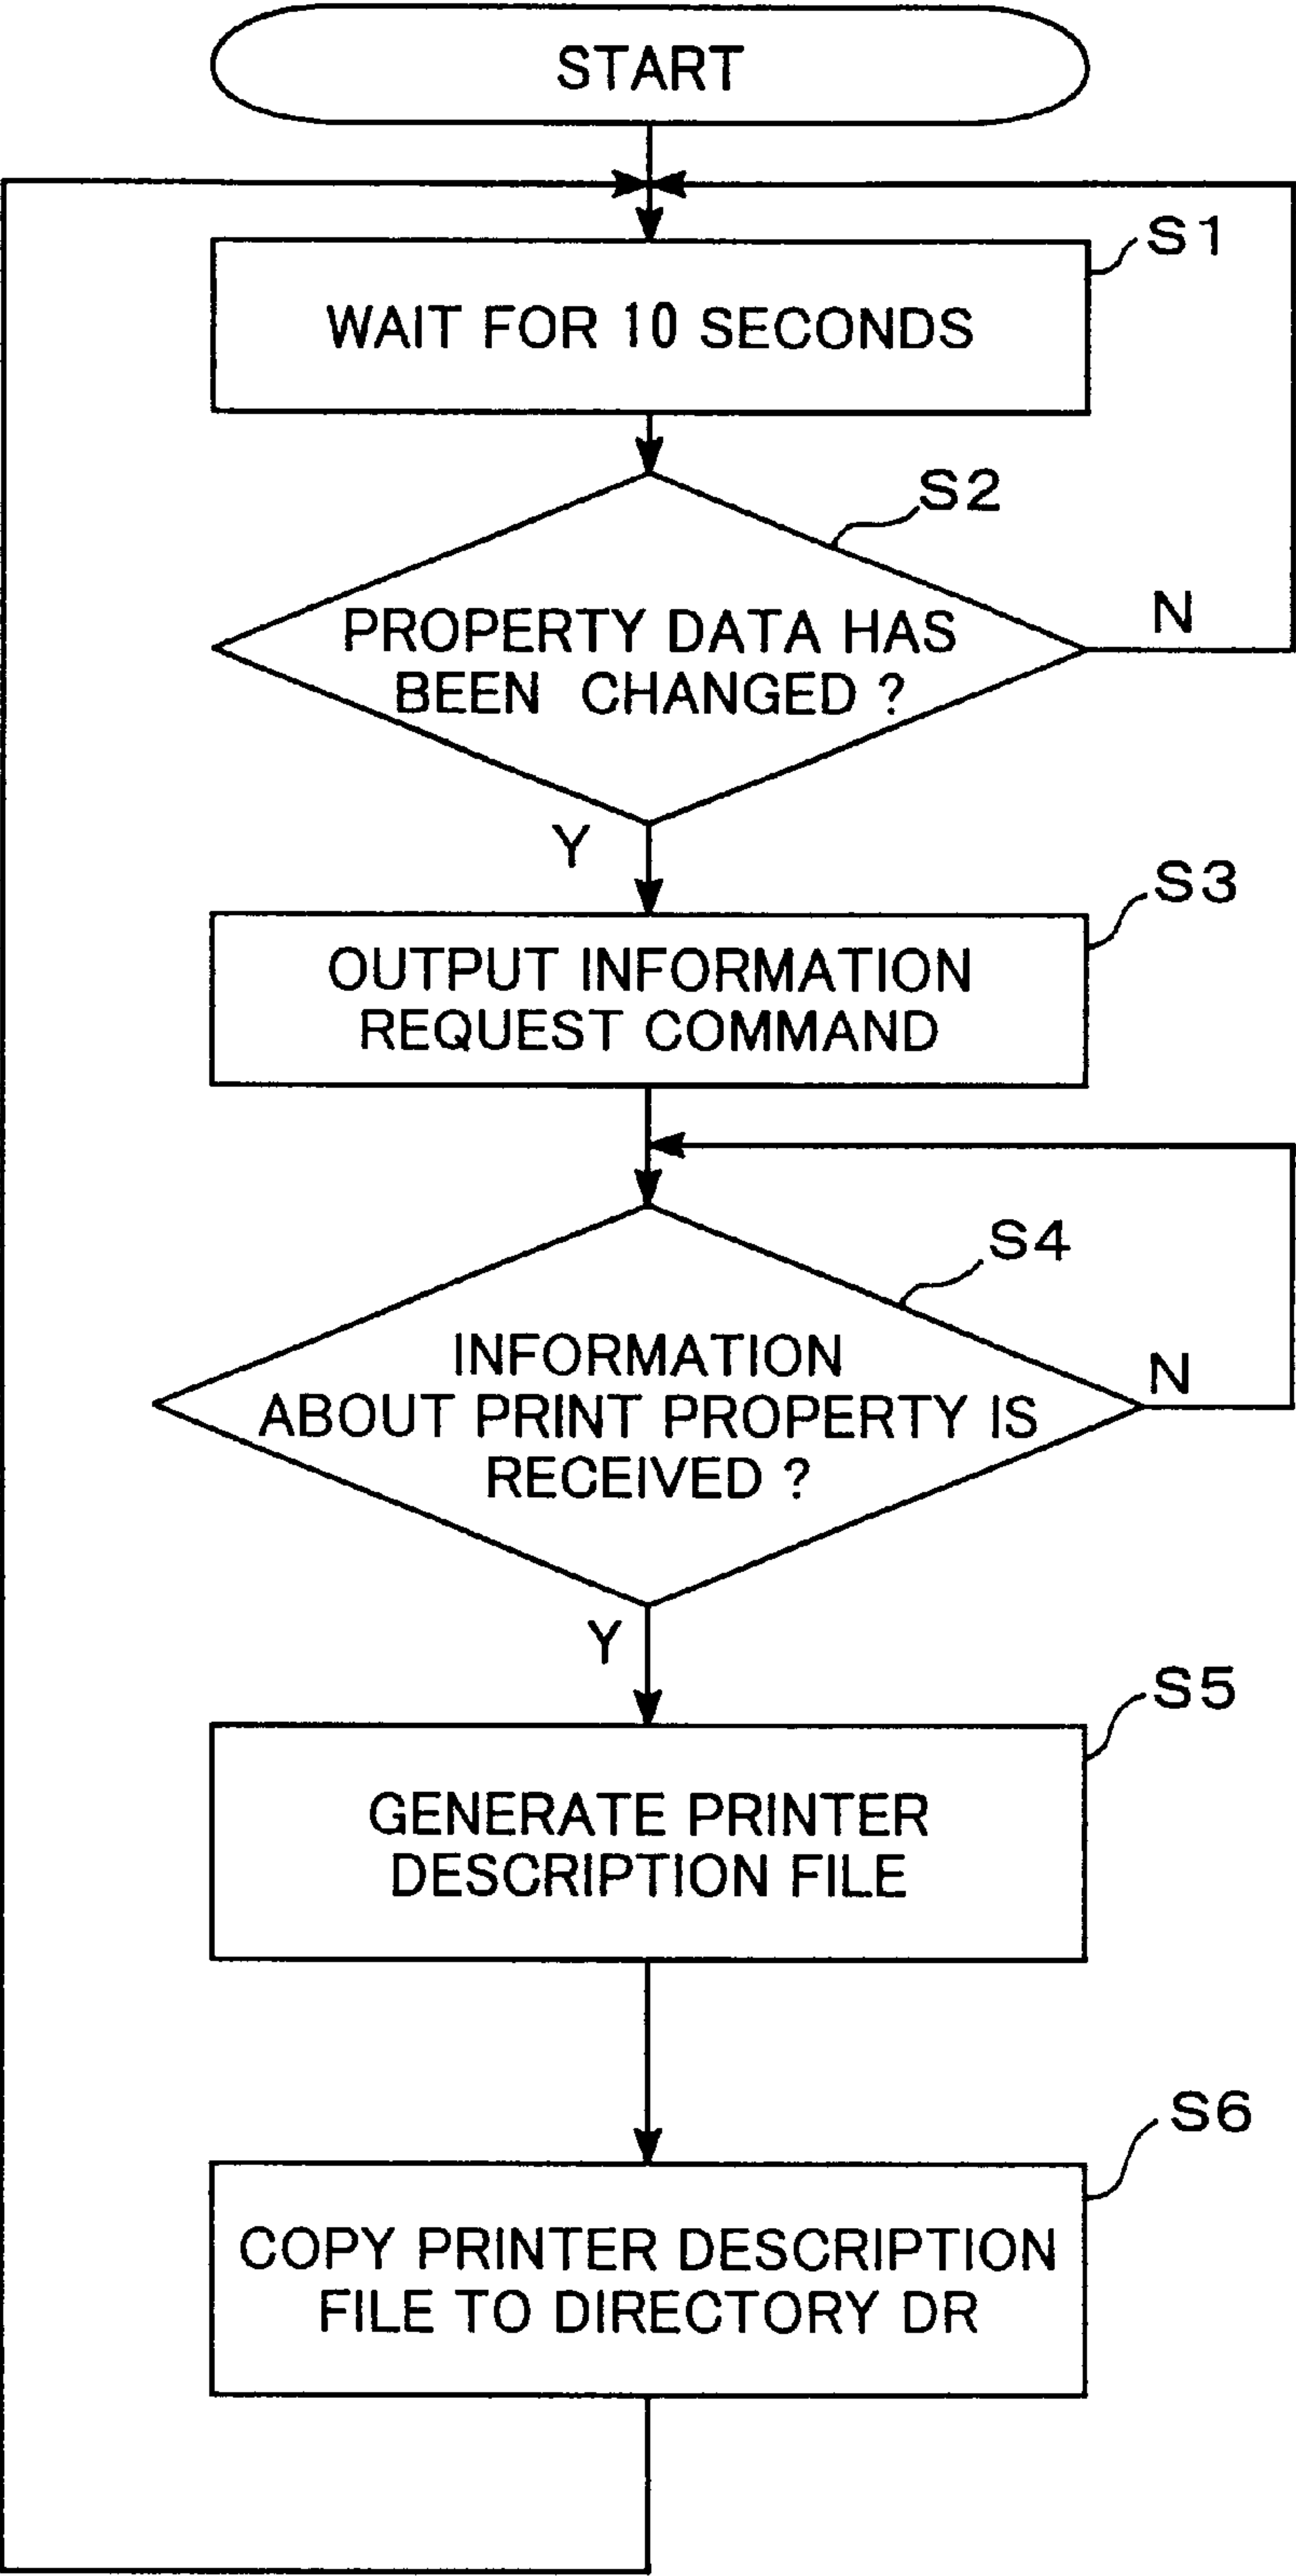 START
S1
WAIT FOR 10 SECONDS
S2
PROPERTY DATA HAS
BEEN CHANGED ?
N
Y
S3
OUTPUT INFORMATION
REQUEST COMMAND
S4
INFORMATION
ABOUT PRINT PROPERTY IS
RECEIVED ?
N
Y
S5
GENERATE PRINTER
DESCRIPTION FILE
S6
COPY PRINTER DESCRIPTION
FILE TO DIRECTORY DR